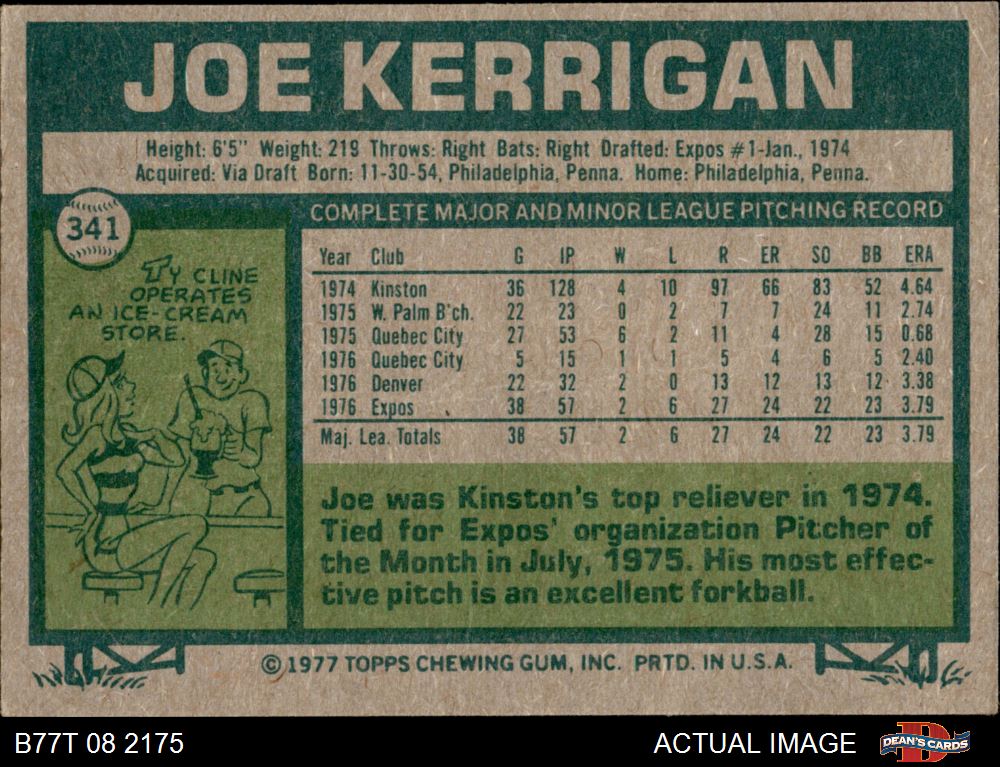 JOE KERRIGAN
Height: 6'5" Weight: 219 Throws: Right Bats: Right Drafted: Expos #1-Jan., 1974
Acquired: Via Draft Born: 11-30-54, Philadelphia, Penna. Home: Philadelphia, Penna.
341
TY CLINE
OPERATES
AN ICE-CREAM
STORE.
COMPLETE MAJOR AND MINOR LEAGUE PITCHING RECORD
Year Club G IP W L R ER SO BB ERA
1974 Kinston 36 128 4 10 97 66 83 52 4.64
1975 W. Palm B'ch. 22 23 0 2 7 7 24 11 2.74
1975 Quebec City 27 53 6 2 11 4 28 15 0.68
1976 Quebec City 5 15 1 1 5 4 6 5 2.40
1976 Denver 22 32 2 0 13 12 13 12 3.38
1976 Expos 38 57 2 6 27 24 22 23 3.79
Maj. Lea. Totals 38 57 2 6 27 24 22 23 3.79
Joe was Kinston's top reliever in 1974.
Tied for Expos' organization Pitcher of
the Month in July, 1975. His most effec-
tive pitch is an excellent forkball.
©1977 TOPPS CHEWING GUM, INC. PRTD. IN U.S.A.
B77T 08 2175
ACTUAL IMAGE
DEAN'S CARDS